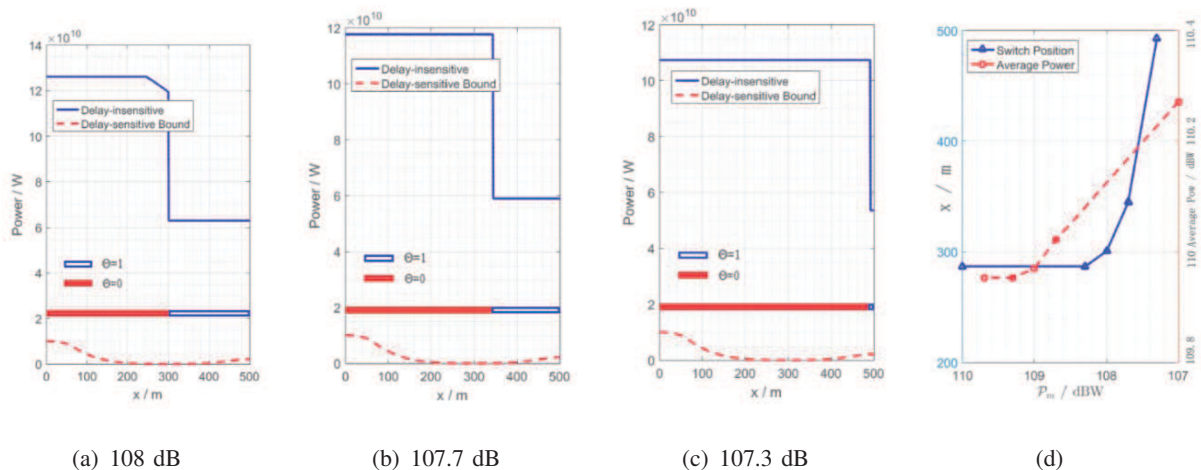 ×10^10
14
12
10
8
6
4
2
0
Power / W
Delay-insensitive
Delay-sensitive Bound
Θ=1
Θ=0
0 100 200 300 400 500
x / m
(a) 108 dB
×10^10
12
10
8
6
4
2
0
Power / W
Delay-insensitive
Delay-sensitive Bound
Θ=1
Θ=0
0 100 200 300 400 500
x / m
(b) 107.7 dB
×10^10
12
10
8
6
4
2
0
Power / W
Delay-insensitive
Delay-sensitive Bound
Θ=1
Θ=0
0 100 200 300 400 500
x / m
(c) 107.3 dB
500
400
300
200
x / m
Switch Position
Average Power
110 109 108 107
𝒫m / dBW
110.4
110.2
110
109.8
Average Pow / dBW
(d)